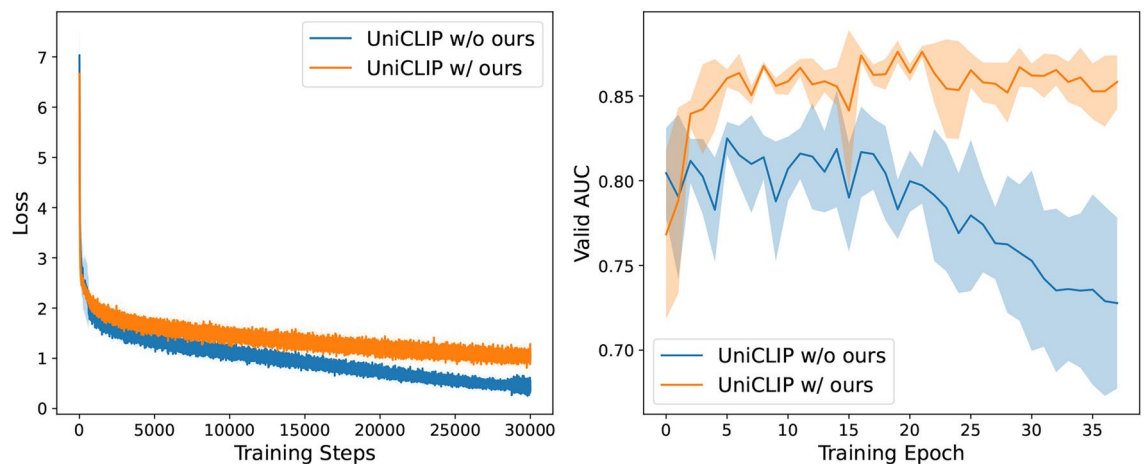 UniCLIP w/o ours
UniCLIP w/ ours
7
6
5
4
3
2
1
0
Loss
0 5000 10000 15000 20000 25000 30000
Training Steps
0.85
0.80
0.75
0.70
Valid AUC
UniCLIP w/o ours
UniCLIP w/ ours
0 5 10 15 20 25 30 35
Training Epoch